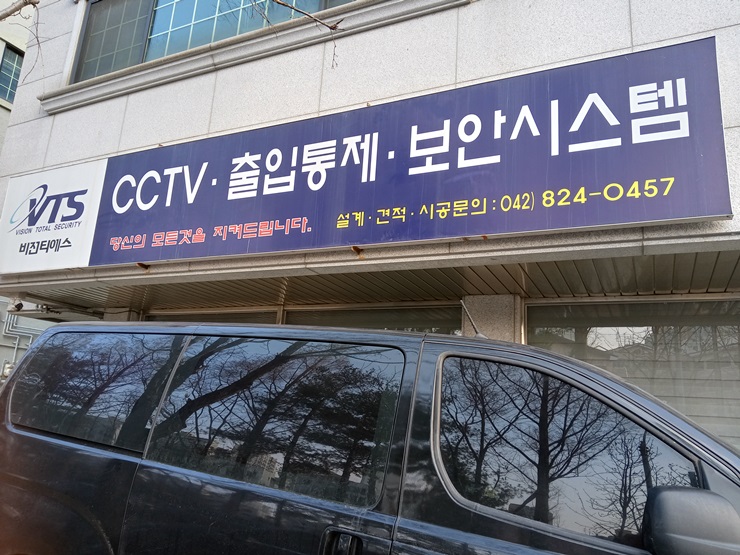 VTS
VISION TOTAL SECURITY
비젼티에스
CCTV · 출입통제 · 보안시스템
당신의 모든것을 지켜드립니다.
설계 · 견적 · 시공문의 : 042) 824-0457